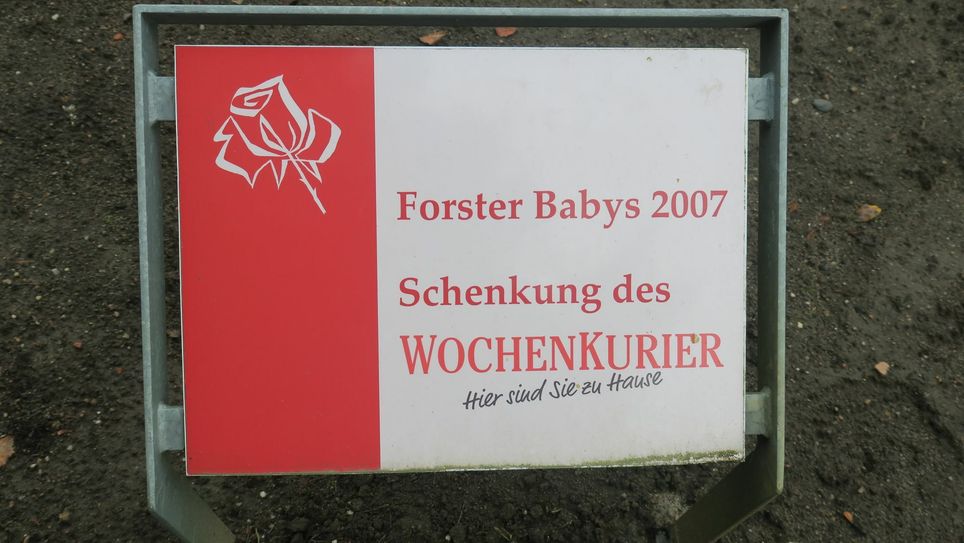 Forster Babys 2007
Schenkung des
WOCHENKURIER
Hier sind Sie zu Hause